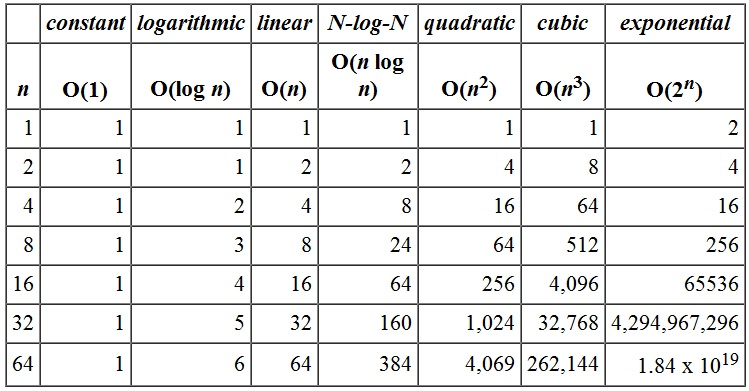 constant logarithmic linear N-log-N quadratic cubic exponential
n O(1) O(log n) O(n) O(n log n) O(n²) O(n³) O(2ⁿ)
1 1 1 1 1 1 1 2
2 1 1 2 2 4 8 4
4 1 2 4 8 16 64 16
8 1 3 8 24 64 512 256
16 1 4 16 64 256 4,096 65536
32 1 5 32 160 1,024 32,768 4,294,967,296
64 1 6 64 384 4,069 262,144 1.84 x 10¹⁹